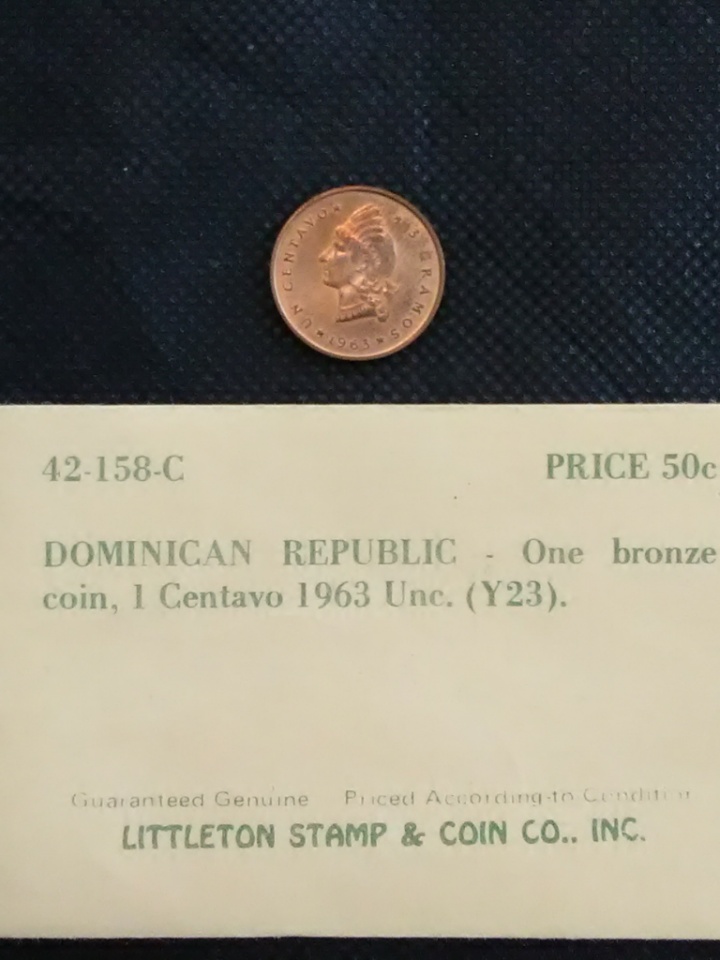 UN CENTAVO ★ ★ 3 GRAMOS
★ 1963 ★
42-158-C PRICE 50c
DOMINICAN REPUBLIC - One bronze
coin, 1 Centavo 1963 Unc. (Y23).
Guaranteed Genuine Priced According to Condition
LITTLETON STAMP & COIN CO., INC.